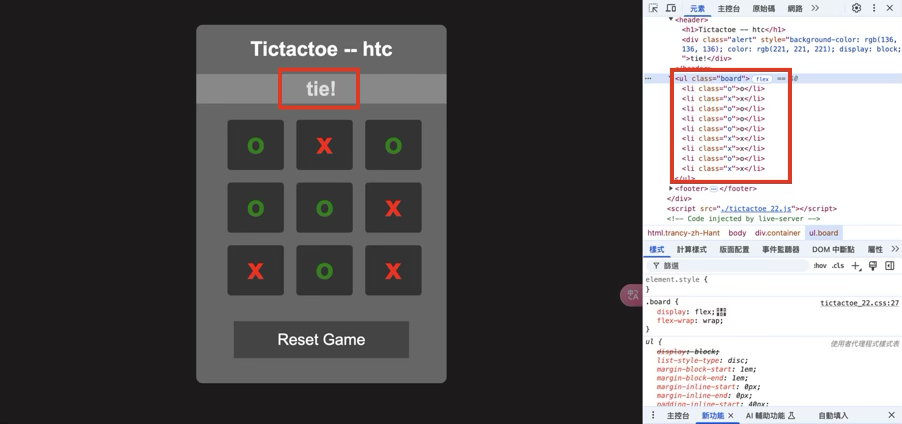 Tictactoe -- htc
tie!
o x o
o o x
x o x
Reset Game
元素 主控台 原始碼 網路
<header>
<h1>Tictactoe -- htc</h1>
<div class="alert" style="background-color: rgb(136,
136, 136); color: rgb(221, 221, 221); display: block;
">tie!</div>
<ul class="board"> flex ==
<li class="o">o</li>
<li class="x">x</li>
<li class="o">o</li>
<li class="o">o</li>
<li class="o">o</li>
<li class="x">x</li>
<li class="x">x</li>
<li class="o">o</li>
<li class="x">x</li>
</ul>
<footer> … </footer>
</div>
<script src="./tictactoe_22.js"></script>
<!-- Code injected by live-server -->
html.trancy-zh-Hant body div.container ul.board
樣式 計算樣式 版面配置 事件監聽器 DOM 中斷點 屬性
篩選 :hov .cls
element.style {
}
.board { tictactoe_22.css:27
display: flex;
flex-wrap: wrap;
}
ul { 使用者代理程式樣式表
display: block;
list-style-type: disc;
margin-block-start: 1em;
margin-block-end: 1em;
margin-inline-start: 0px;
margin-inline-end: 0px;
padding-inline-start: 40px;
主控台 新功能 AI 輔助功能 自動填入